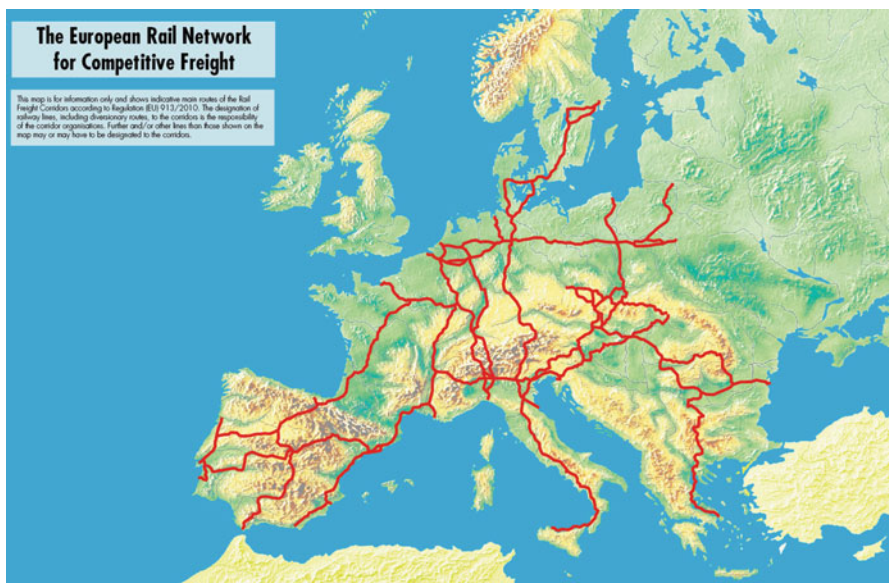 The European Rail Network
for Competitive Freight
This map is for information only and shows indicative main routes of the Rail
Freight Corridors according to Regulation (EU) 913/2010. The designation of
railway lines, including diversionary routes, to the corridors is the responsibility
of the corridor organisations. Further and/or other lines than those shown on the
map may or may have to be designated to the corridors.